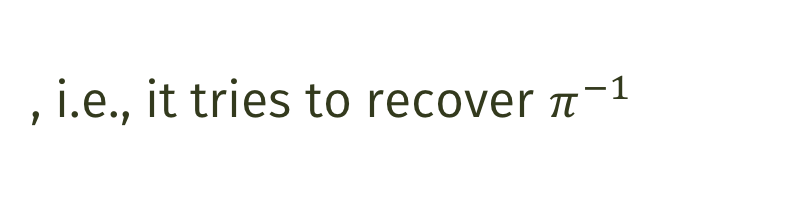 , i.e., it tries to recover 𝜋⁻¹